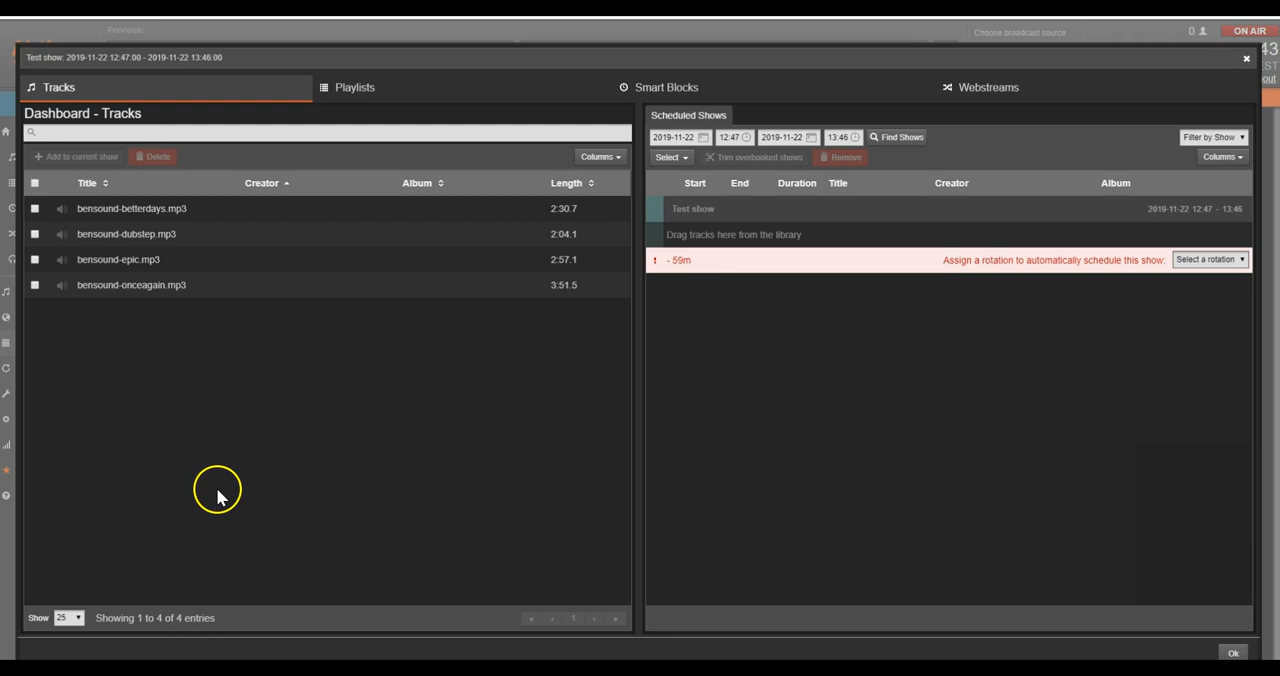 Previous:
Choose broadcast source
0
ON AIR
Test show: 2019-11-22 12:47:00 - 2019-11-22 13:46:00
43
EST
out
Tracks
Playlists
Smart Blocks
Webstreams
Dashboard - Tracks
Scheduled Shows
2019-11-22 12:47 2019-11-22 13:46 Find Shows
Filter by Show
+ Add to current show Delete
Columns
Select Trim overbooked shows Remove
Columns
Title Creator Album Length
Start End Duration Title Creator Album
bensound-betterdays.mp3 2:30.7
Test show 2019-11-22 12:47 - 13:46
bensound-dubstep.mp3 2:04.1
Drag tracks here from the library
bensound-epic.mp3 2:57.1
! - 59m Assign a rotation to automatically schedule this show: Select a rotation
bensound-onceagain.mp3 3:51.5
Show 25 Showing 1 to 4 of 4 entries
« ‹ 1 › »
Ok